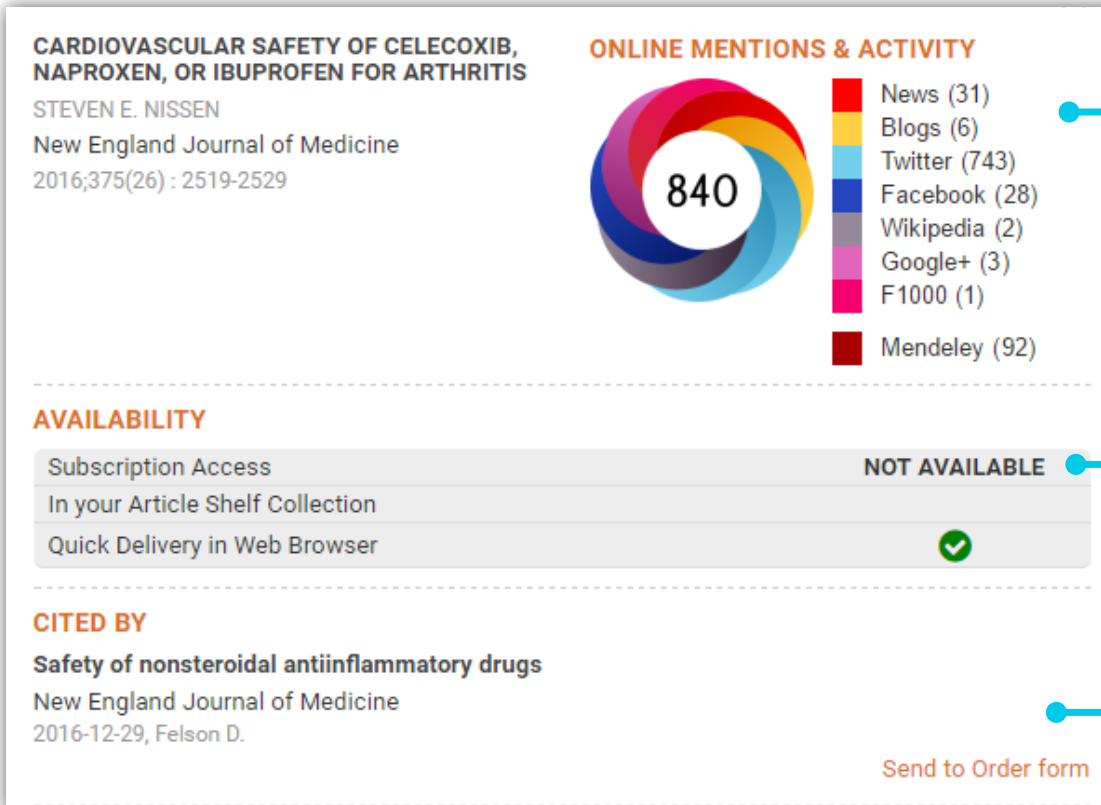 CARDIOVASCULAR SAFETY OF CELECOXIB,
NAPROXEN, OR IBUPROFEN FOR ARTHRITIS
STEVEN E. NISSEN
New England Journal of Medicine
2016;375(26) : 2519-2529
ONLINE MENTIONS & ACTIVITY
840
News (31)
Blogs (6)
Twitter (743)
Facebook (28)
Wikipedia (2)
Google+ (3)
F1000 (1)
Mendeley (92)
AVAILABILITY
Subscription Access NOT AVAILABLE
In your Article Shelf Collection
Quick Delivery in Web Browser
CITED BY
Safety of nonsteroidal antiinflammatory drugs
New England Journal of Medicine
2016-12-29, Felson D.
Send to Order form